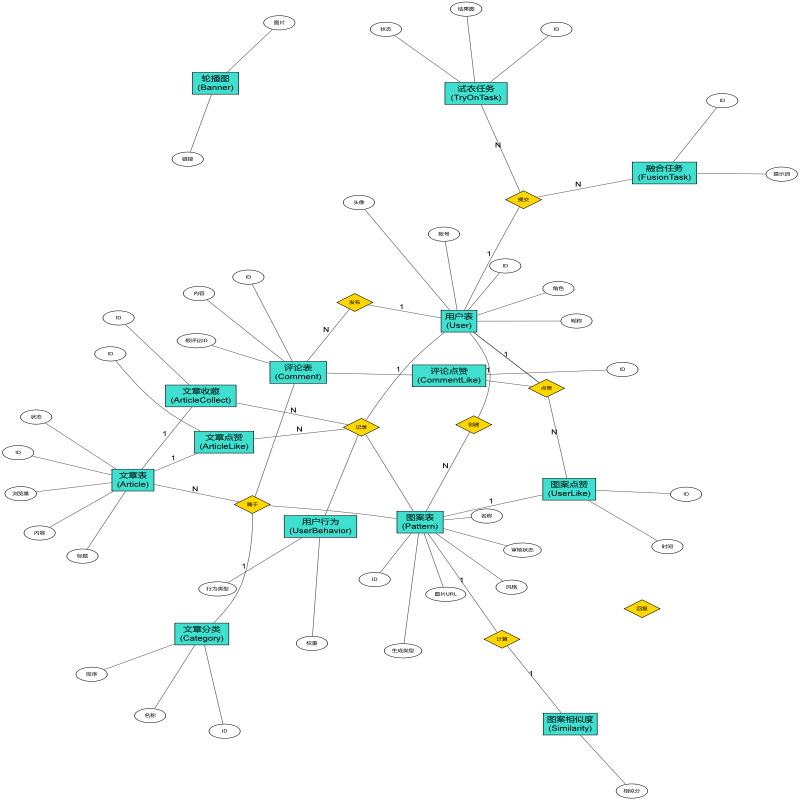 结果图
图片
状态
ID
轮播图
(Banner)
试衣任务
(TryOnTask)
ID
N
链接
融合任务
(FusionTask)
提示词
N
提交
头像
账号
1
ID
ID
角色
内容
发布
1
用户表
(User)
昵称
ID
N
根评论ID
1
ID
评论表
(Comment)
1
评论点赞
(CommentLike)
1
ID
点赞
文章收藏
(ArticleCollect)
N
状态
记录
创建
1
文章点赞
(ArticleLike)
N
N
ID
1
N
文章表
(Article)
N
图案点赞
(UserLike)
ID
浏览量
属于
1
图案表
(Pattern)
名称
用户行为
(UserBehavior)
内容
标题
审核状态
时间
1
ID
1
行为类型
图片URL
风格
回复
文章分类
(Category)
权重
生成类型
计算
排序
1
名称
ID
图案相似度
(Similarity)
相似分